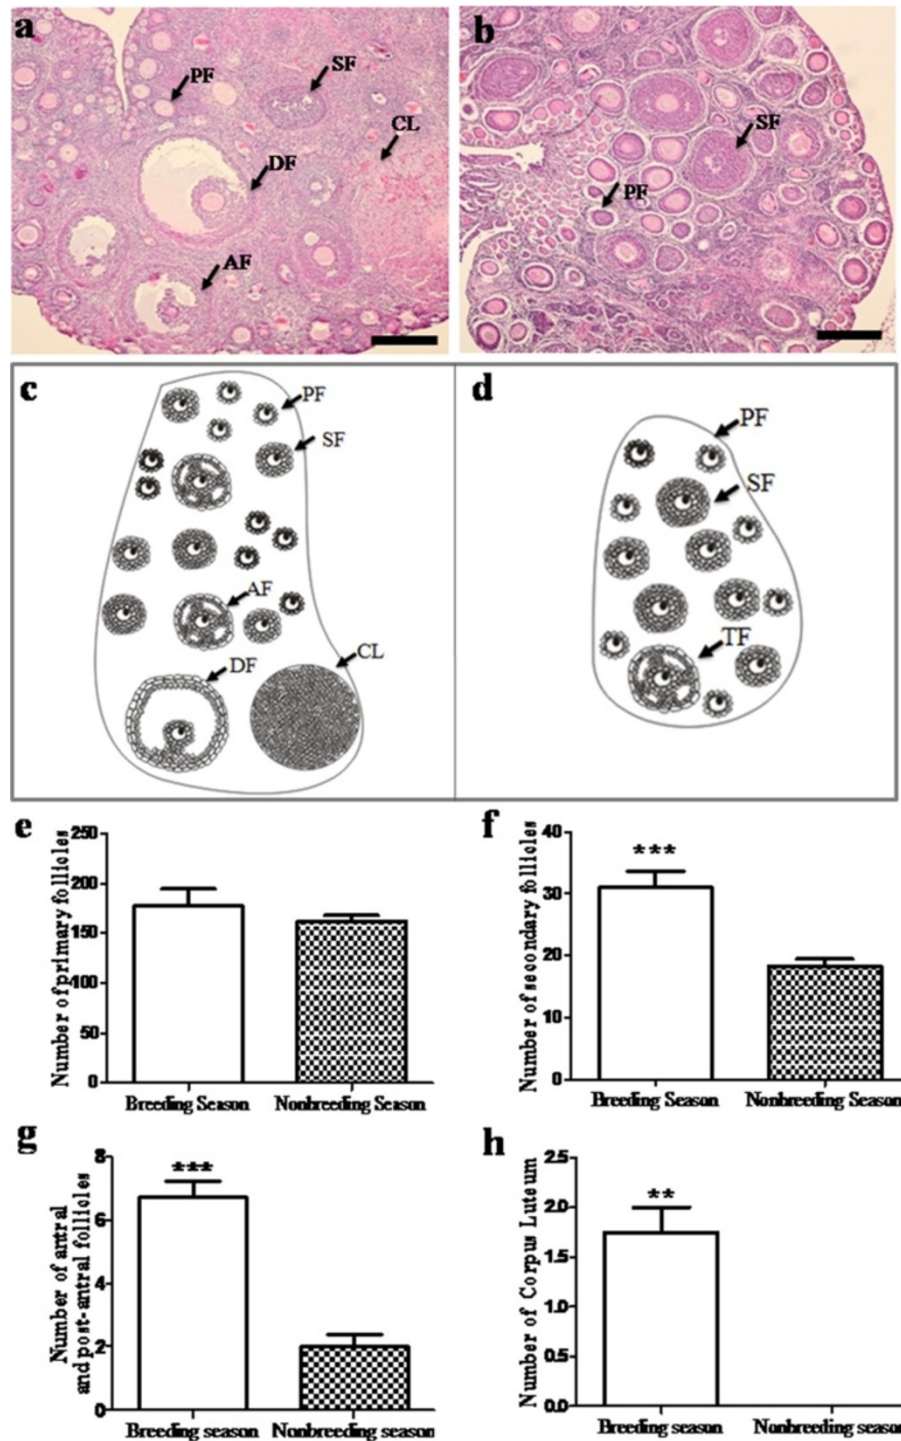 a
PF
SF
CL
DF
AF
b
SF
PF
c
PF
SF
AF
DF
CL
d
PF
SF
TF
e
Number of primary follicles
250
200
150
100
50
0
Breeding Season
Nonbreeding Season
f
Number of secondary follicles
40
30
20
10
0
***
Breeding Season
Nonbreeding Season
g
Number of antral
and post-antral follicles
8
6
4
2
0
***
Breeding season
Nonbreeding season
h
Number of Corpus Luteum
2.5
2.0
1.5
1.0
0.5
0.0
**
Breeding season
Nonbreeding season